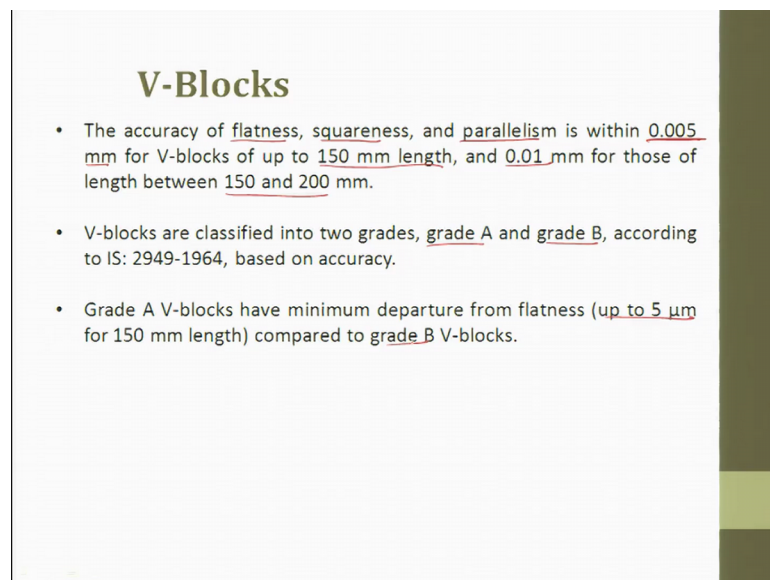 V-Blocks
• The accuracy of flatness, squareness, and parallelism is within 0.005
mm for V-blocks of up to 150 mm length, and 0.01 mm for those of
length between 150 and 200 mm.
• V-blocks are classified into two grades, grade A and grade B, according
to IS: 2949-1964, based on accuracy.
• Grade A V-blocks have minimum departure from flatness (up to 5 µm
for 150 mm length) compared to grade B V-blocks.